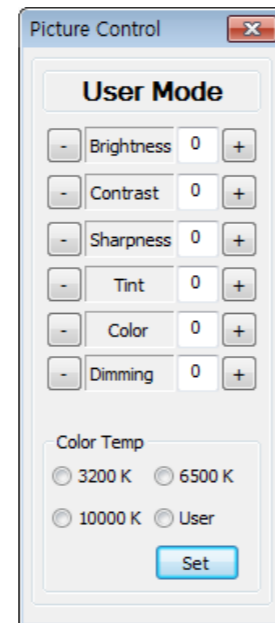 Picture Control
User Mode
- Brightness 0 +
- Contrast 0 +
- Sharpness 0 +
- Tint 0 +
- Color 0 +
- Dimming 0 +
Color Temp
3200 K 6500 K
10000 K User
Set